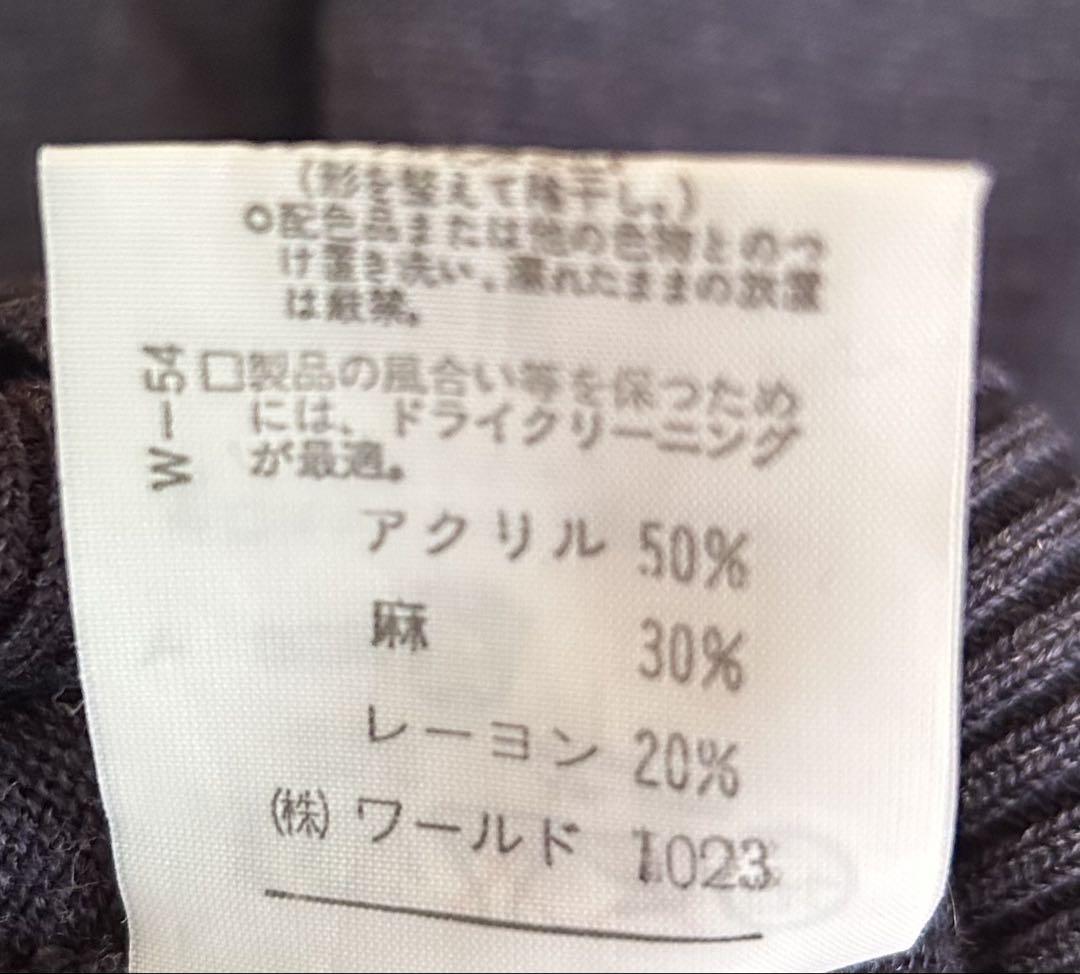 (形を整えて陰干し。)
○配色品または他の色物とのつ
け置き洗い、濡れたままの放置
は厳禁。
W-54
□製品の風合い等を保つため
には、ドライクリーニング
が最適。
アクリル 50%
麻 30%
レーヨン 20%
(株) ワールド 1023